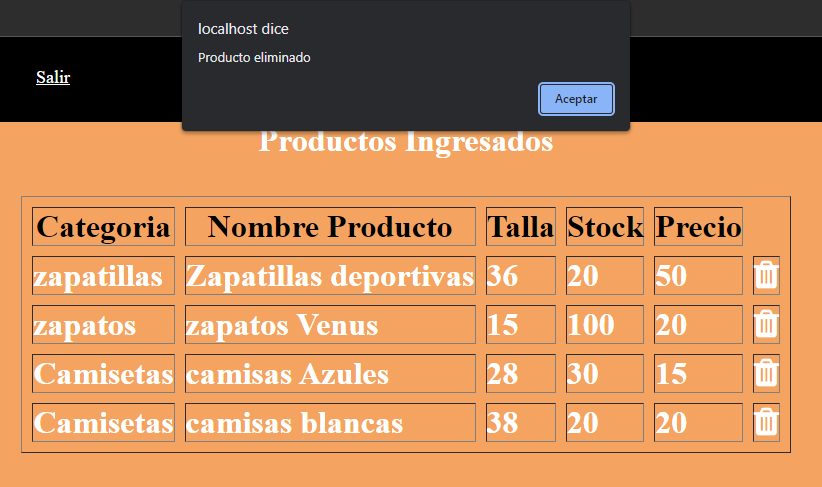 localhost dice
Producto eliminado
Aceptar
Salir
Productos Ingresados
Categoria Nombre Producto Talla Stock Precio
zapatillas Zapatillas deportivas 36 20 50
zapatos zapatos Venus 15 100 20
Camisetas camisas Azules 28 30 15
Camisetas camisas blancas 38 20 20